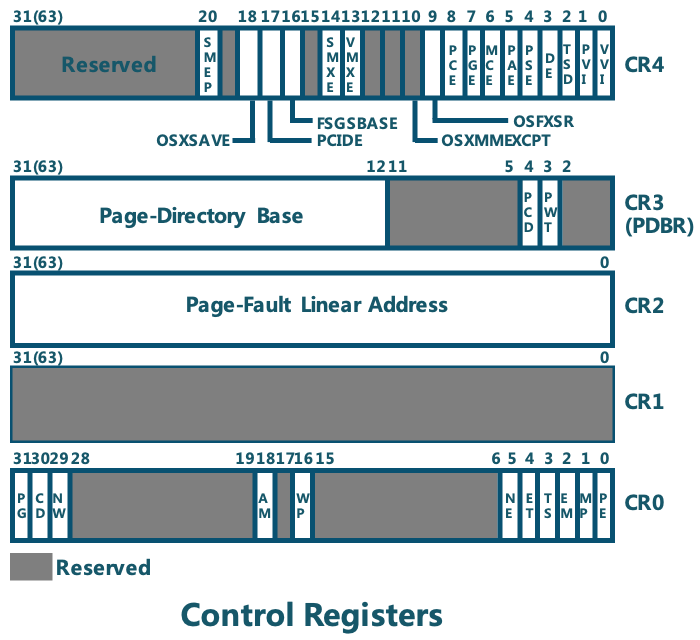 31(63) 20 18 17 16 15 14 13 12 11 10 9 8 7 6 5 4 3 2 1 0
Reserved SMEP SMXE VMXE PCE PGE MCE PAE PSE DE TSD PVI VVI CR4
OSXSAVE FSGSBASE PCIDE OSXMMEXCPT OSFXSR
31(63) 12 11 5 4 3 2
Page-Directory Base PCD PWT CR3
(PDBR)
31(63) 0
Page-Fault Linear Address CR2
31(63) 0
CR1
31 30 29 28 19 18 17 16 15 6 5 4 3 2 1 0
PG CD NW AM WP NE ET TS EM MP PE CR0
Reserved
Control Registers